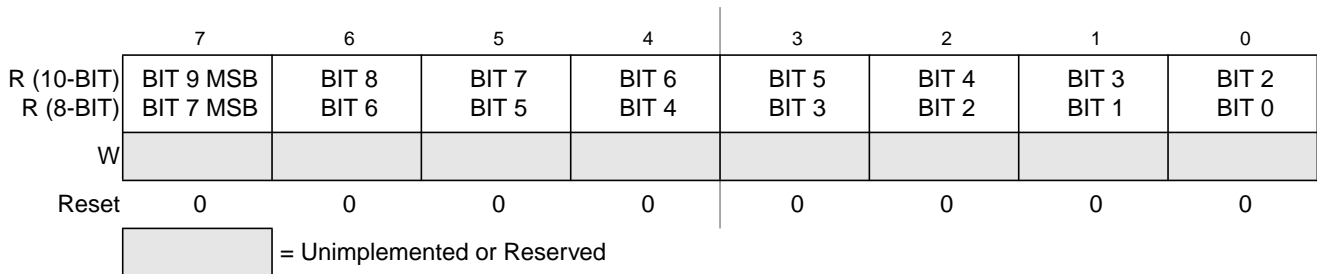 7 6 5 4 3 2 1 0
R (10-BIT) BIT 9 MSB BIT 8 BIT 7 BIT 6 BIT 5 BIT 4 BIT 3 BIT 2
R (8-BIT) BIT 7 MSB BIT 6 BIT 5 BIT 4 BIT 3 BIT 2 BIT 1 BIT 0
W
Reset 0 0 0 0 0 0 0 0
= Unimplemented or Reserved